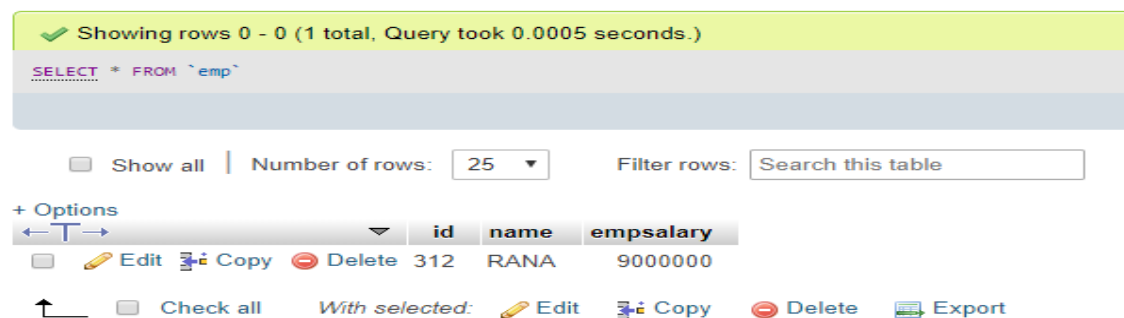 Showing rows 0 - 0 (1 total, Query took 0.0005 seconds.)
SELECT * FROM `emp`
Show all | Number of rows: 25 Filter rows: Search this table
+ Options
←T→ id name empsalary
Edit Copy Delete 312 RANA 9000000
Check all With selected: Edit Copy Delete Export